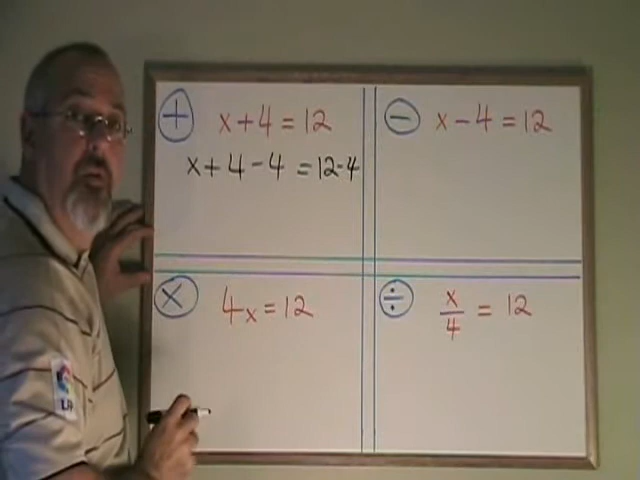 + x+4=12
x+4-4 =12-4
- x-4=12
× 4x=12
÷ x/4 = 12